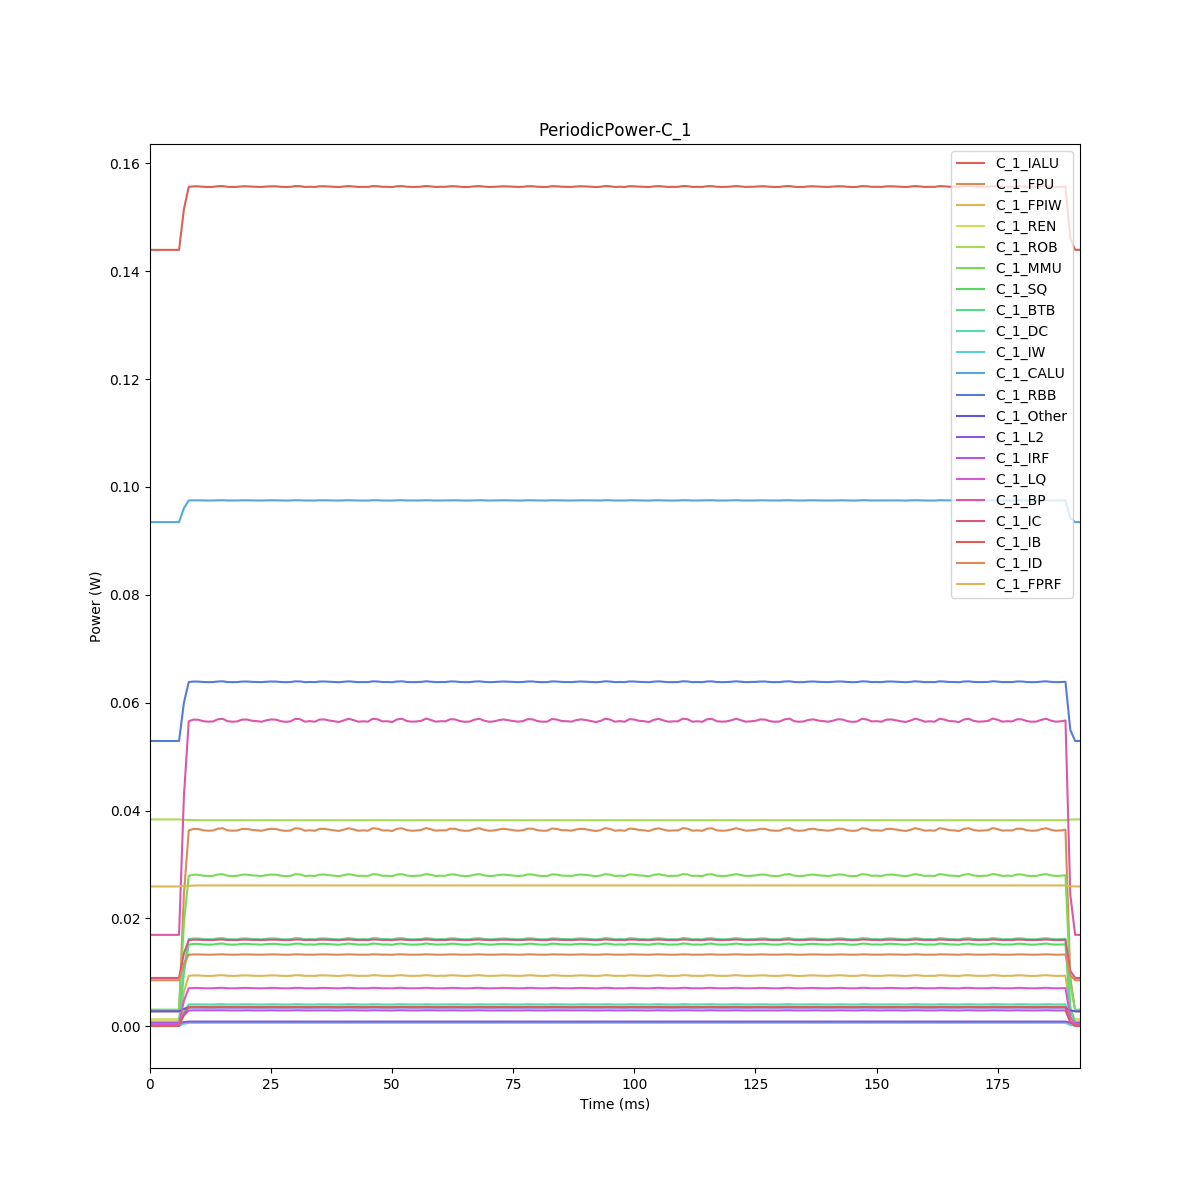 PeriodicPower-C_1
0.16
0.14
0.12
0.10
0.08
0.06
0.04
0.02
0.00
Power (W)
C_1_IALU
C_1_FPU
C_1_FPIW
C_1_REN
C_1_ROB
C_1_MMU
C_1_SQ
C_1_BTB
C_1_DC
C_1_IW
C_1_CALU
C_1_RBB
C_1_Other
C_1_L2
C_1_IRF
C_1_LQ
C_1_BP
C_1_IC
C_1_IB
C_1_ID
C_1_FPRF
0 25 50 75 100 125 150 175
Time (ms)